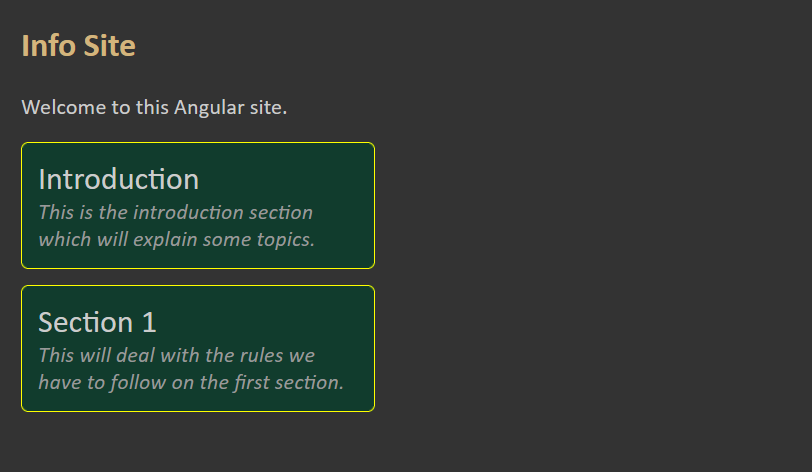 Info Site
Welcome to this Angular site.
Introduction
This is the introduction section
which will explain some topics.
Section 1
This will deal with the rules we
have to follow on the first section.